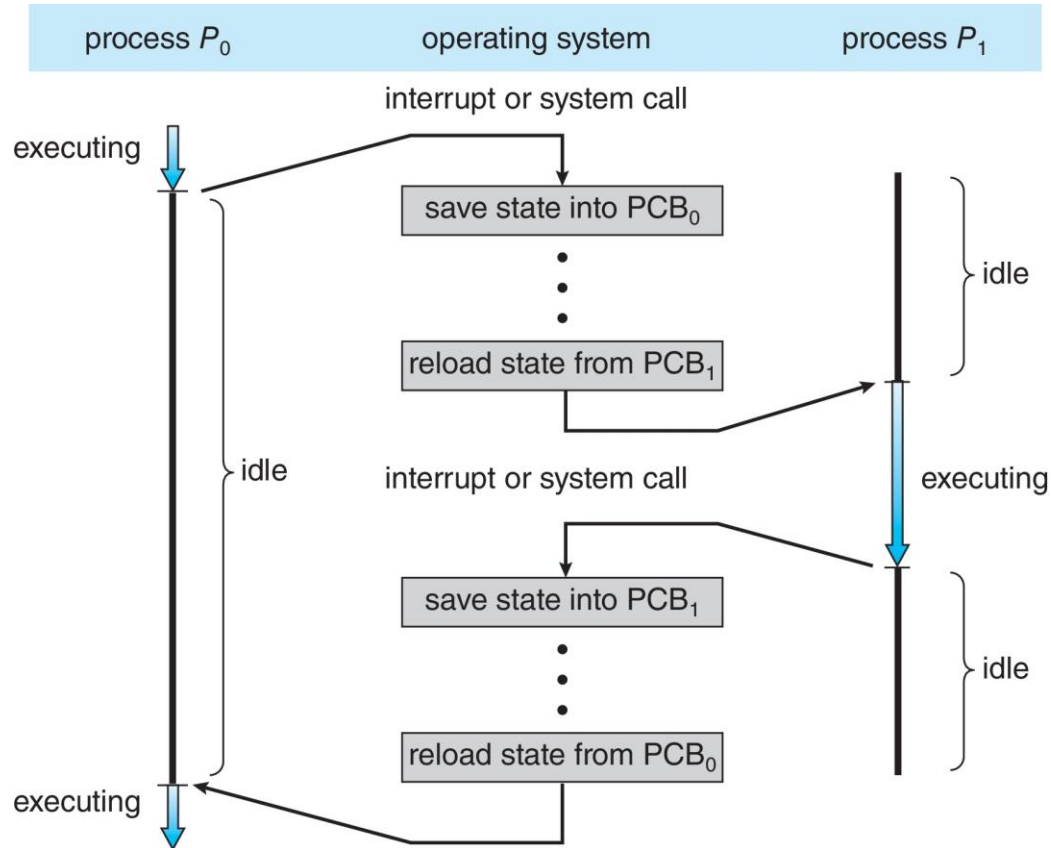 process P0 operating system process P1
interrupt or system call
executing
save state into PCB0
idle
reload state from PCB1
idle
interrupt or system call
executing
save state into PCB1
idle
reload state from PCB0
executing